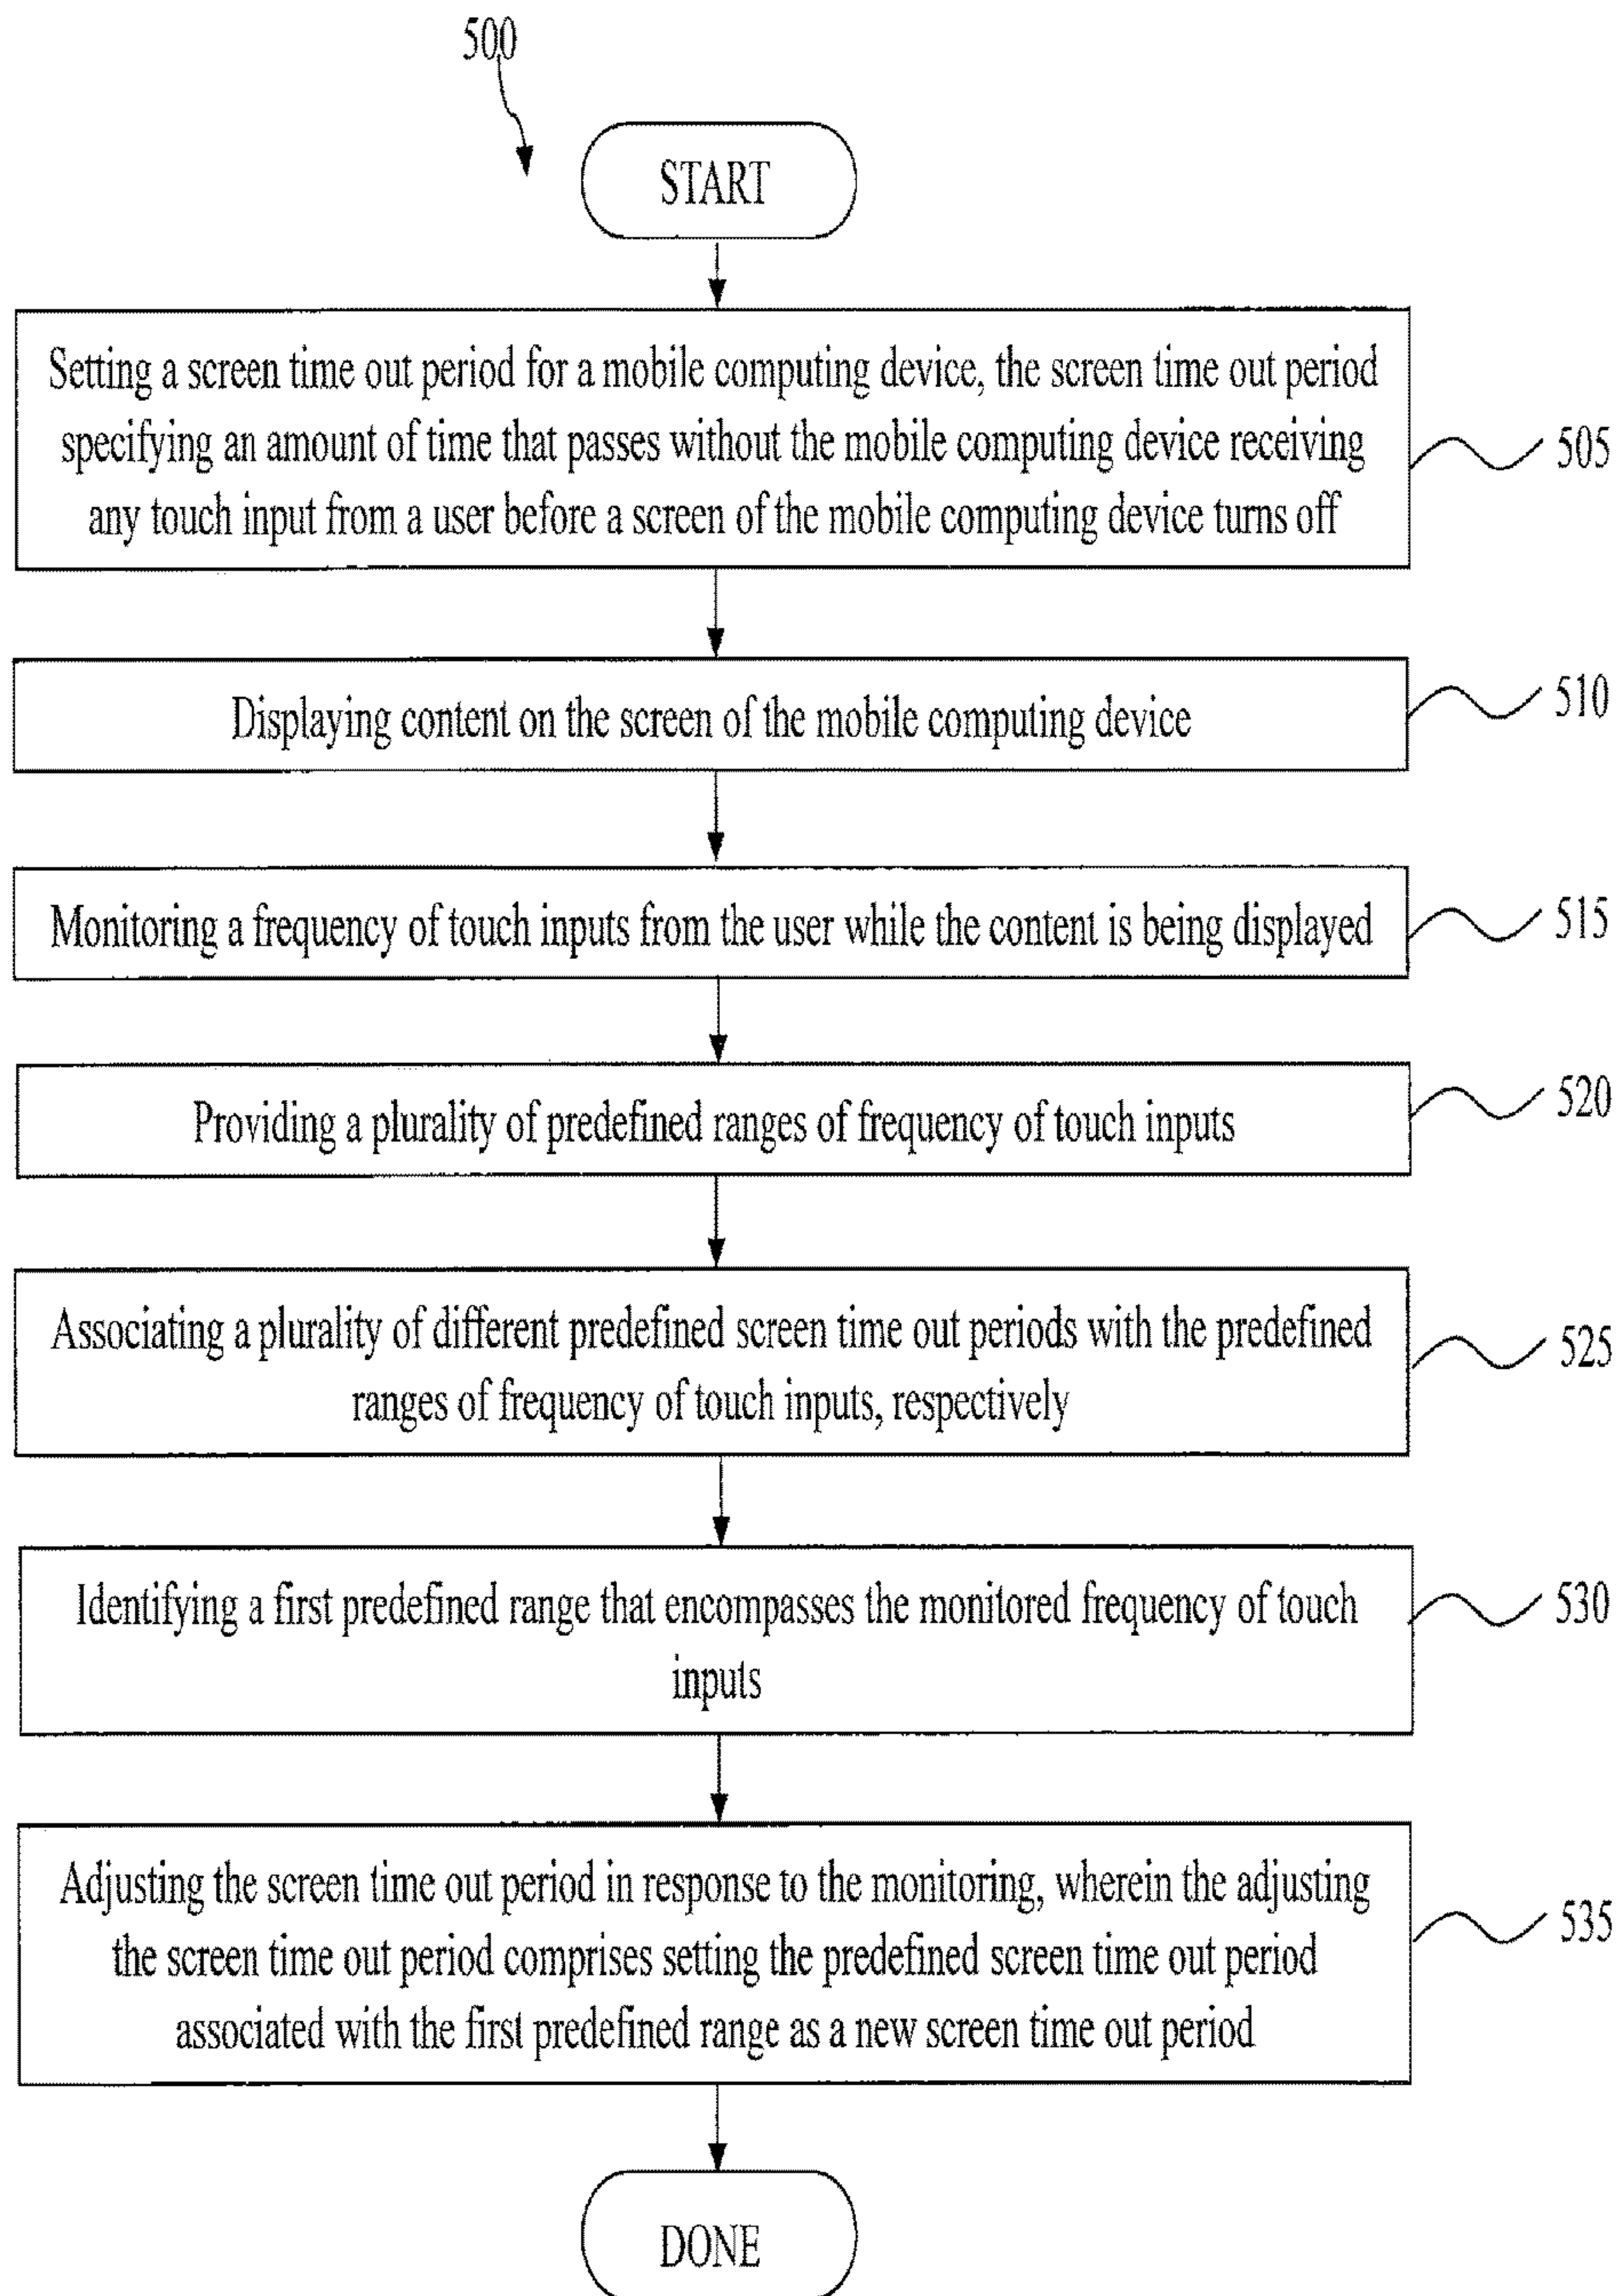 500
START
Setting a screen time out period for a mobile computing device, the screen time out period
specifying an amount of time that passes without the mobile computing device receiving
any touch input from a user before a screen of the mobile computing device turns off
505
Displaying content on the screen of the mobile computing device
510
Monitoring a frequency of touch inputs from the user while the content is being displayed
515
Providing a plurality of predefined ranges of frequency of touch inputs
520
Associating a plurality of different predefined screen time out periods with the predefined
ranges of frequency of touch inputs, respectively
525
Identifying a first predefined range that encompasses the monitored frequency of touch
inputs
530
Adjusting the screen time out period in response to the monitoring, wherein the adjusting
the screen time out period comprises setting the predefined screen time out period
associated with the first predefined range as a new screen time out period
535
DONE